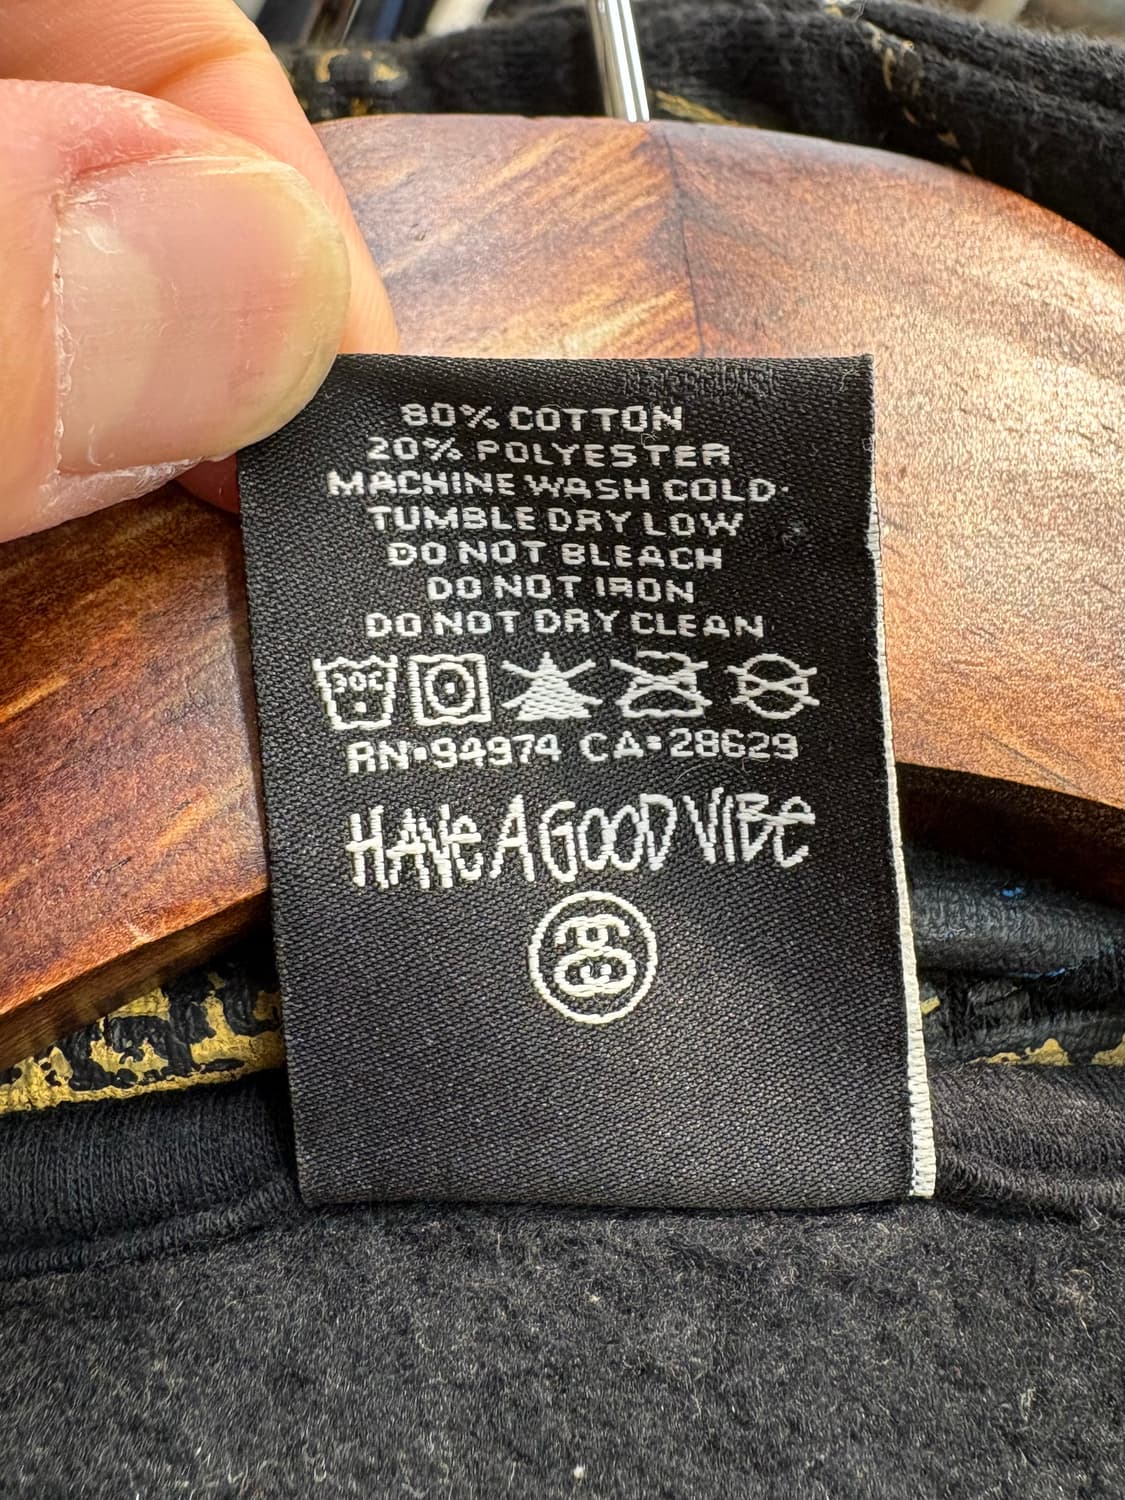 80% COTTON
20% POLYESTER
MACHINE WASH COLD
TUMBLE DRY LOW
DO NOT BLEACH
DO NOT IRON
DO NOT DRY CLEAN
30C
RN•94974 CA•28629
HAVE A GOOD VIBE